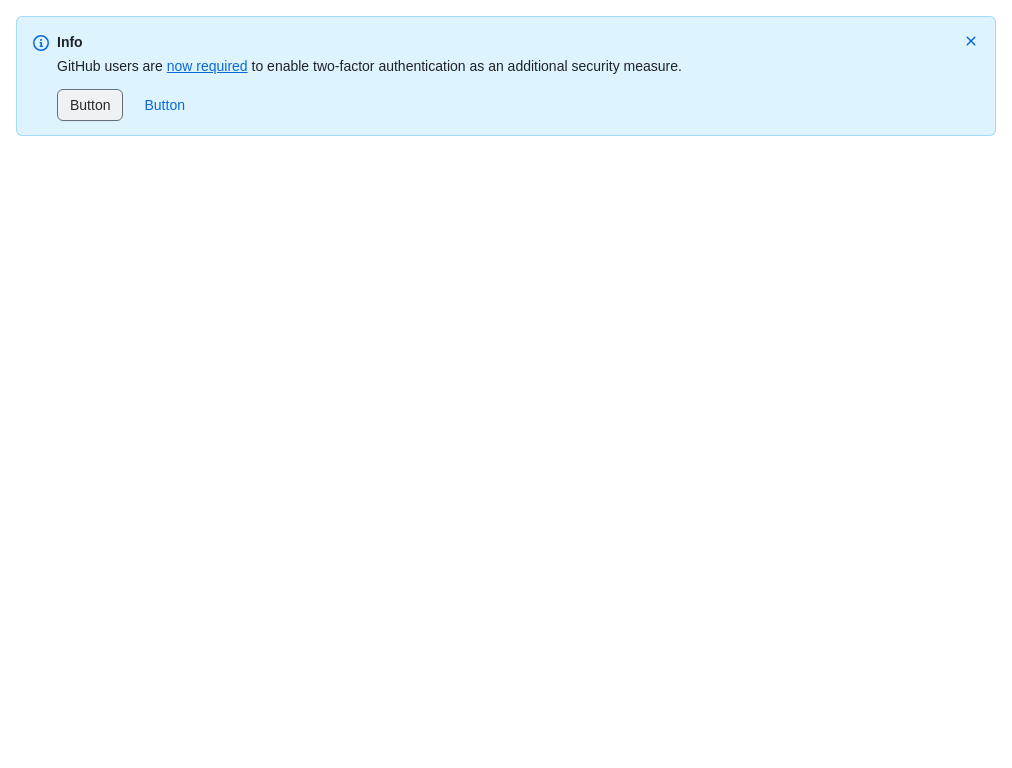 Info
GitHub users are now required to enable two-factor authentication as an additional security measure.
Button Button